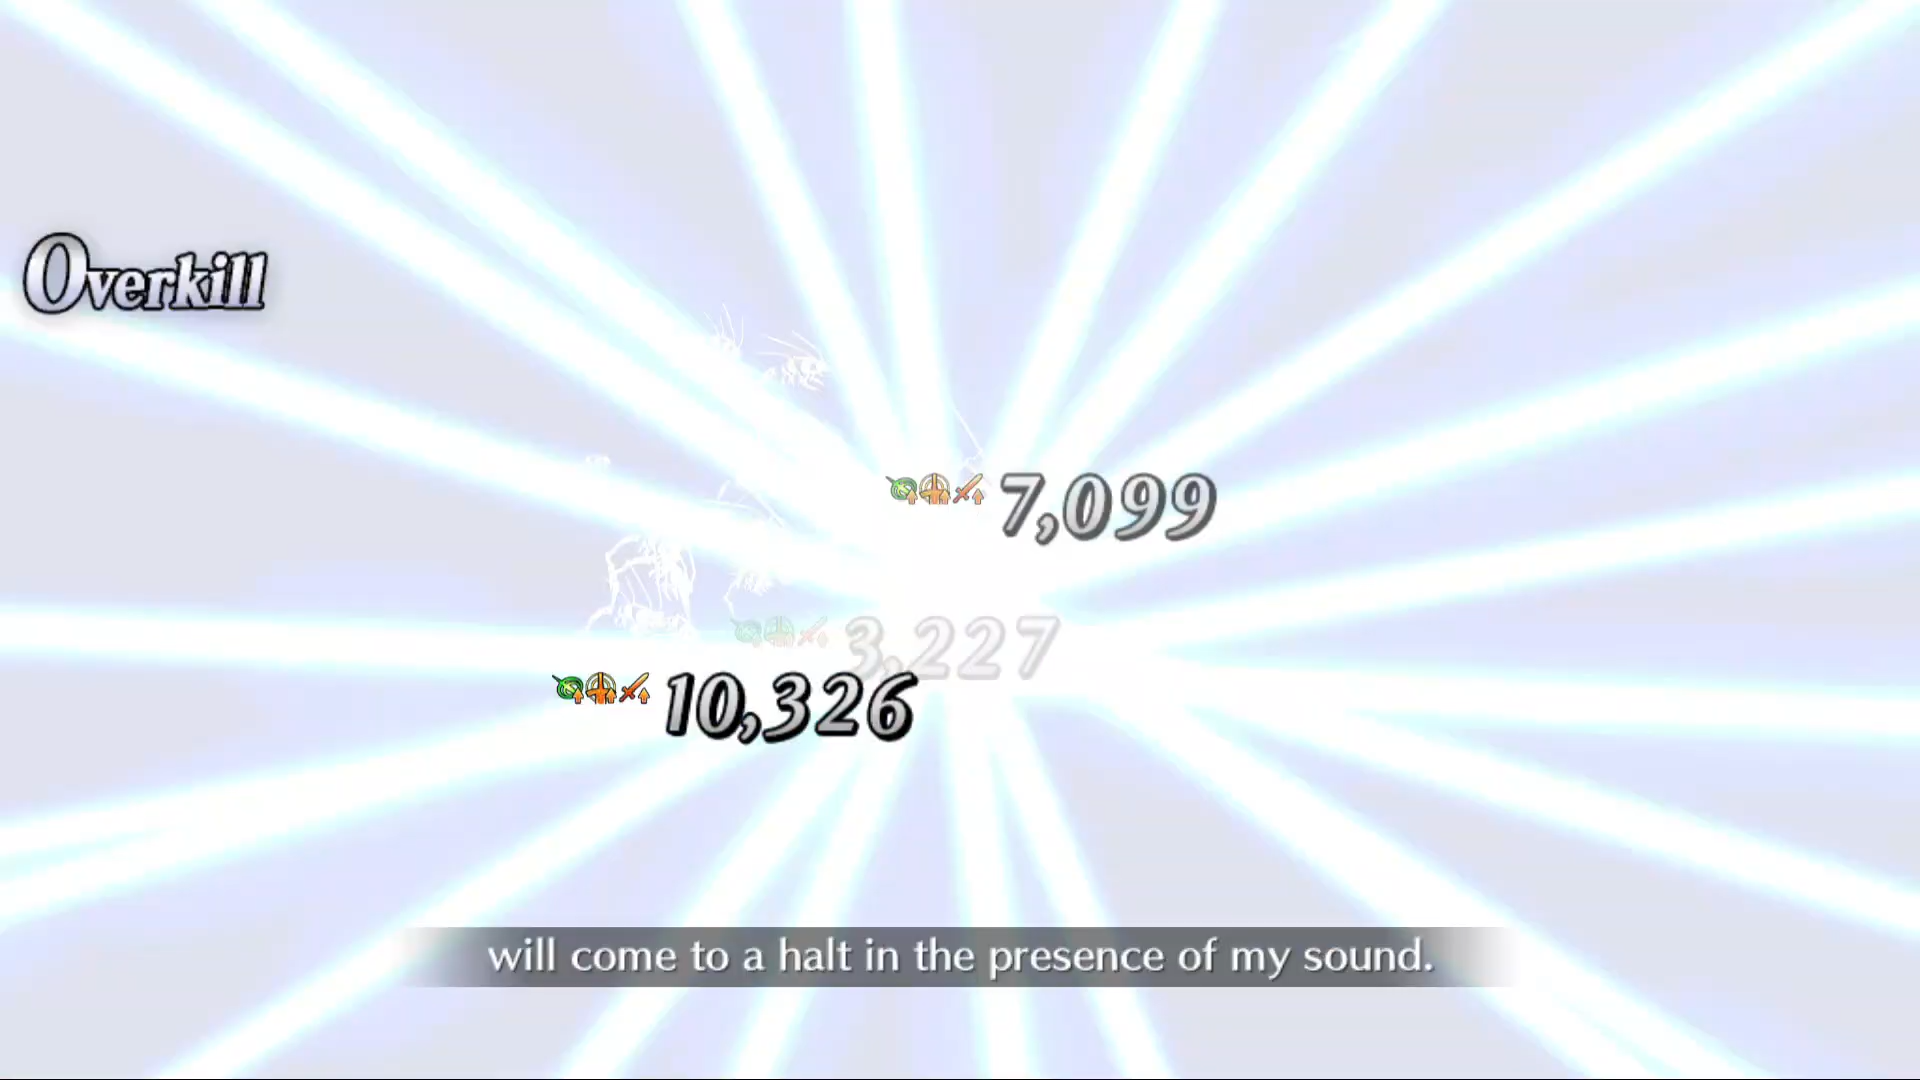 Overkill
7,099
3,227
10,326
will come to a halt in the presence of my sound.